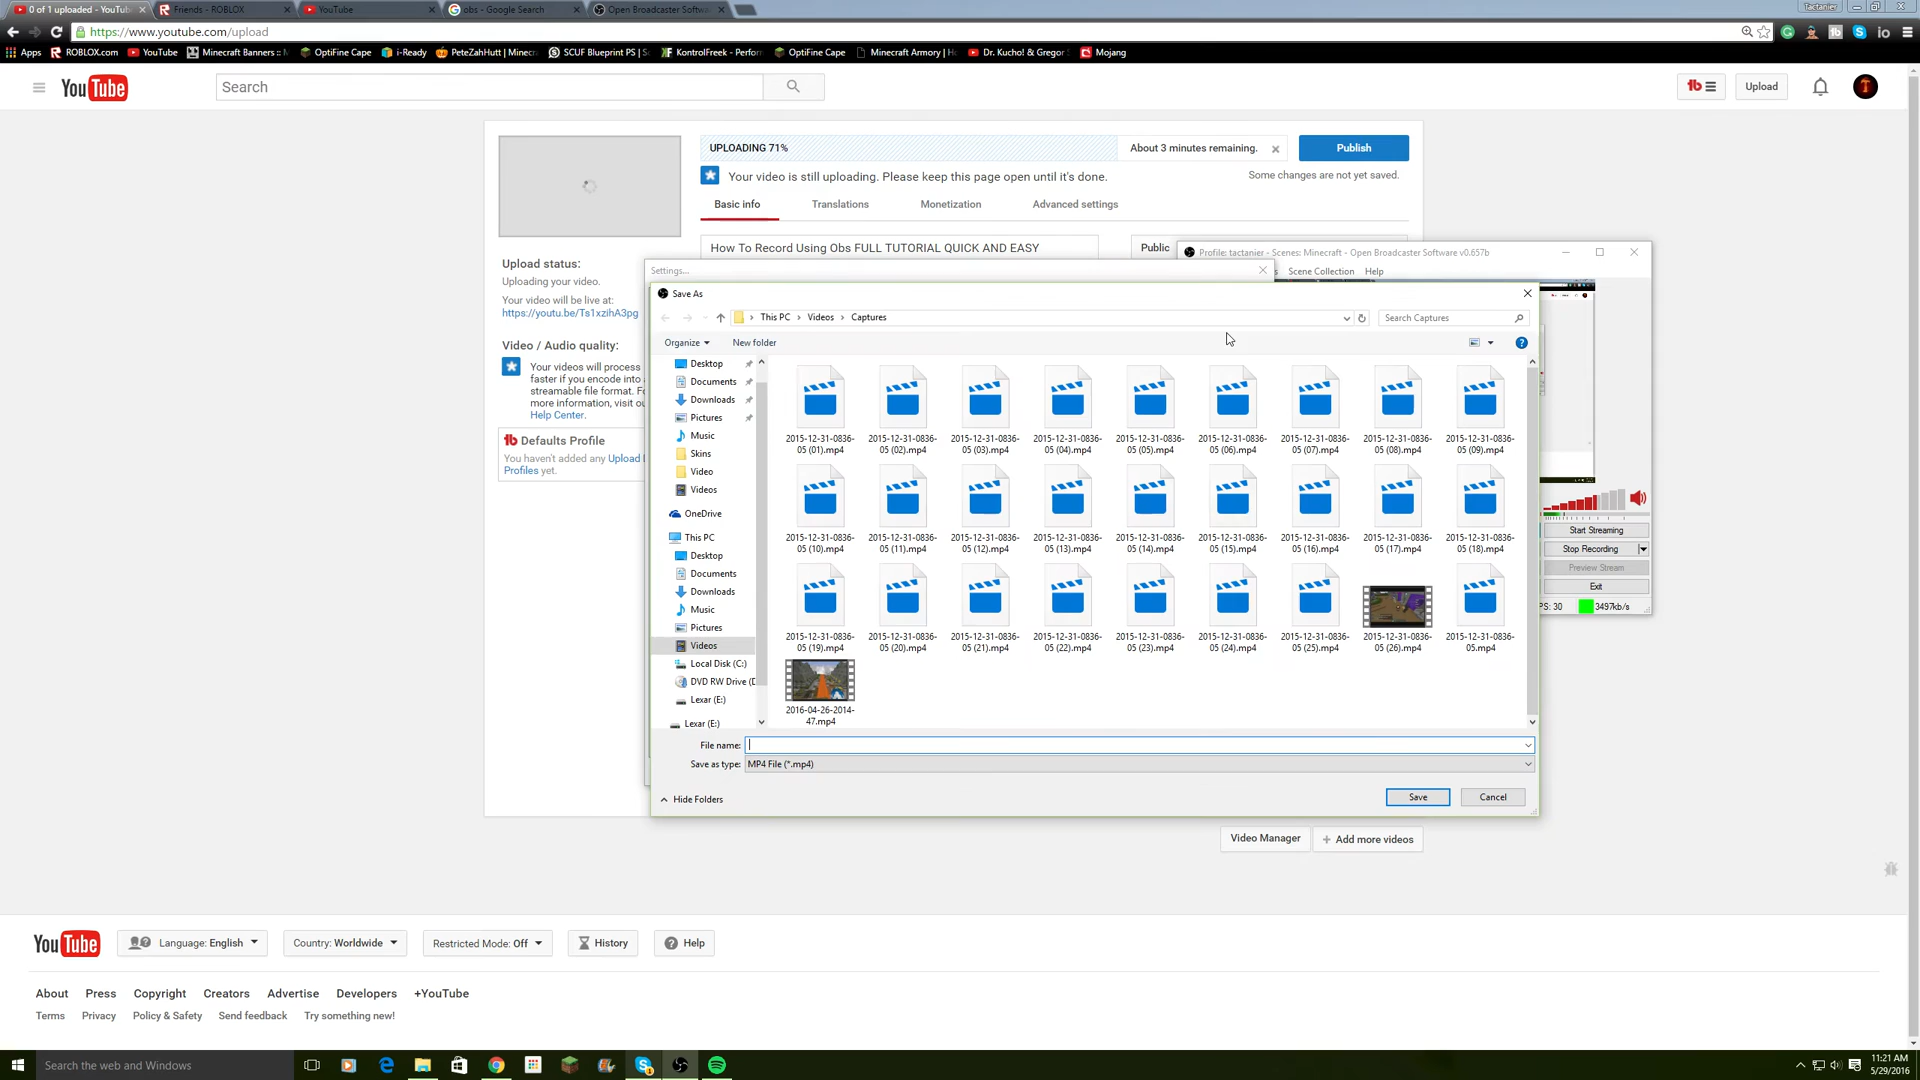 0 of 1 uploaded - YouTub
Friends - ROBLOX
YouTube
obs - Google Search
Open Broadcaster Softwa
Tactanier
https://www.youtube.com/upload
Apps
ROBLOX.com
YouTube
Minecraft Banners ::
OptiFine Cape
i-Ready
PeteZahHutt | Minec
SCUF Blueprint PS | S
KontrolFreek - Perfor
OptiFine Cape
Minecraft Armory | H
Dr. Kucho! & Gregor
Mojang
YouTube
Search
Upload
UPLOADING 71%
About 3 minutes remaining.
Publish
Your video is still uploading. Please keep this page open until it's done.
Some changes are not yet saved.
Basic info
Translations
Monetization
Advanced settings
How To Record Using Obs FULL TUTORIAL QUICK AND EASY
Public
Upload status:
Uploading your video.
Your video will be live at:
https://youtu.be/Ts1xzihA3pg
Video / Audio quality:
Your videos will process
faster if you encode into
streamable file format. Fo
more information, visit ou
Help Center.
Defaults Profile
You haven't added any Upload
Profiles yet.
Profile: tactanier - Scenes: Minecraft - Open Broadcaster Software v0.657b
s Scene Collection Help
Settings...
Save As
This PC
Videos
Captures
Search Captures
Organize
New folder
Desktop
Documents
Downloads
Pictures
Music
Skins
Video
Videos
OneDrive
This PC
Desktop
Documents
Downloads
Music
Pictures
Videos
Local Disk (C:)
DVD RW Drive (D
Lexar (E:)
Lexar (E:)
2015-12-31-0836-05 (01).mp4
2015-12-31-0836-05 (02).mp4
2015-12-31-0836-05 (03).mp4
2015-12-31-0836-05 (04).mp4
2015-12-31-0836-05 (05).mp4
2015-12-31-0836-05 (06).mp4
2015-12-31-0836-05 (07).mp4
2015-12-31-0836-05 (08).mp4
2015-12-31-0836-05 (09).mp4
2015-12-31-0836-05 (10).mp4
2015-12-31-0836-05 (11).mp4
2015-12-31-0836-05 (12).mp4
2015-12-31-0836-05 (13).mp4
2015-12-31-0836-05 (14).mp4
2015-12-31-0836-05 (15).mp4
2015-12-31-0836-05 (16).mp4
2015-12-31-0836-05 (17).mp4
2015-12-31-0836-05 (18).mp4
2015-12-31-0836-05 (19).mp4
2015-12-31-0836-05 (20).mp4
2015-12-31-0836-05 (21).mp4
2015-12-31-0836-05 (22).mp4
2015-12-31-0836-05 (23).mp4
2015-12-31-0836-05 (24).mp4
2015-12-31-0836-05 (25).mp4
2015-12-31-0836-05 (26).mp4
2015-12-31-0836-05.mp4
2016-04-26-2014-47.mp4
File name:
Save as type: MP4 File (*.mp4)
Hide Folders
Save
Cancel
Start Streaming
Stop Recording
Preview Stream
Exit
PS: 30
3497kb/s
Video Manager
+ Add more videos
YouTube
Language: English
Country: Worldwide
Restricted Mode: Off
History
Help
About
Press
Copyright
Creators
Advertise
Developers
+YouTube
Terms
Privacy
Policy & Safety
Send feedback
Try something new!
Search the web and Windows
11:21 AM
5/29/2016